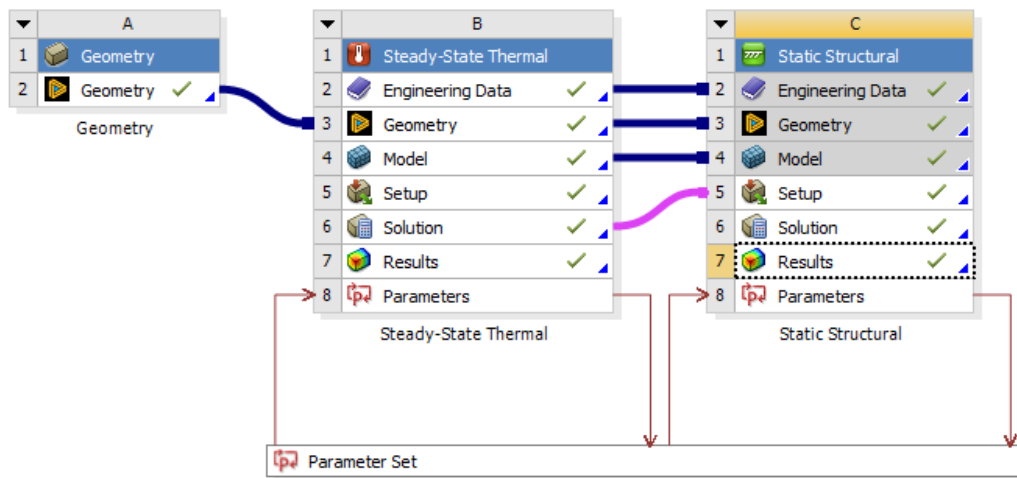 A
1 Geometry
2 Geometry
Geometry
B
1 Steady-State Thermal
2 Engineering Data
3 Geometry
4 Model
5 Setup
6 Solution
7 Results
8 Parameters
Steady-State Thermal
C
1 Static Structural
2 Engineering Data
3 Geometry
4 Model
5 Setup
6 Solution
7 Results
8 Parameters
Static Structural
Parameter Set